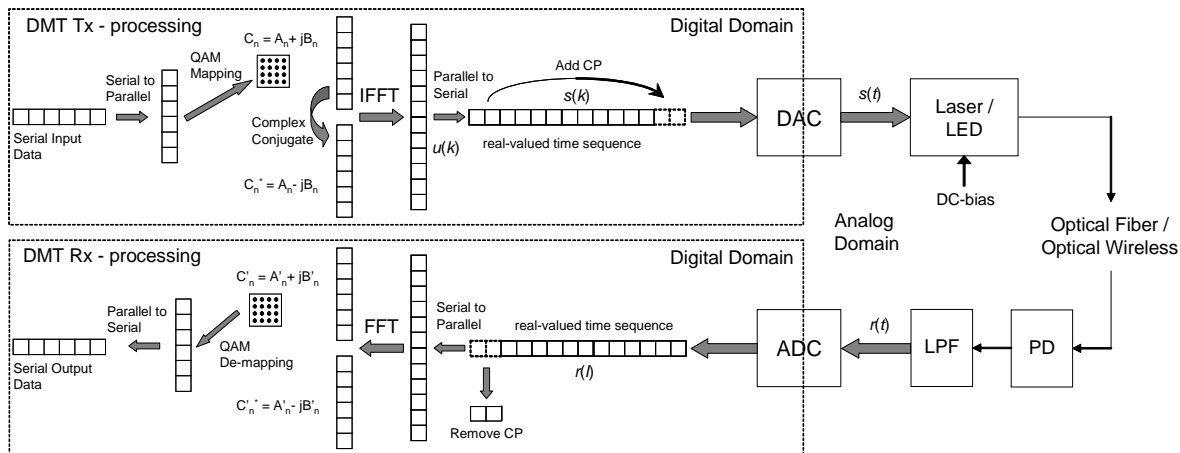 DMT Tx - processing
Digital Domain
Cn = An + jBn
QAM
Mapping
Serial to
Parallel
Serial Input
Data
Complex
Conjugate
Cn* = An - jBn
IFFT
Parallel to
Serial
u(k)
Add CP
s(k)
real-valued time sequence
DAC
s(t)
Laser /
LED
DC-bias
Analog
Domain
Optical Fiber /
Optical Wireless
DMT Rx - processing
Digital Domain
C'n = A'n + jB'n
Parallel to
Serial
QAM
De-mapping
Serial Output
Data
C'n* = A'n - jB'n
FFT
Serial to
Parallel
real-valued time sequence
r(l)
Remove CP
ADC
r(t)
LPF
PD